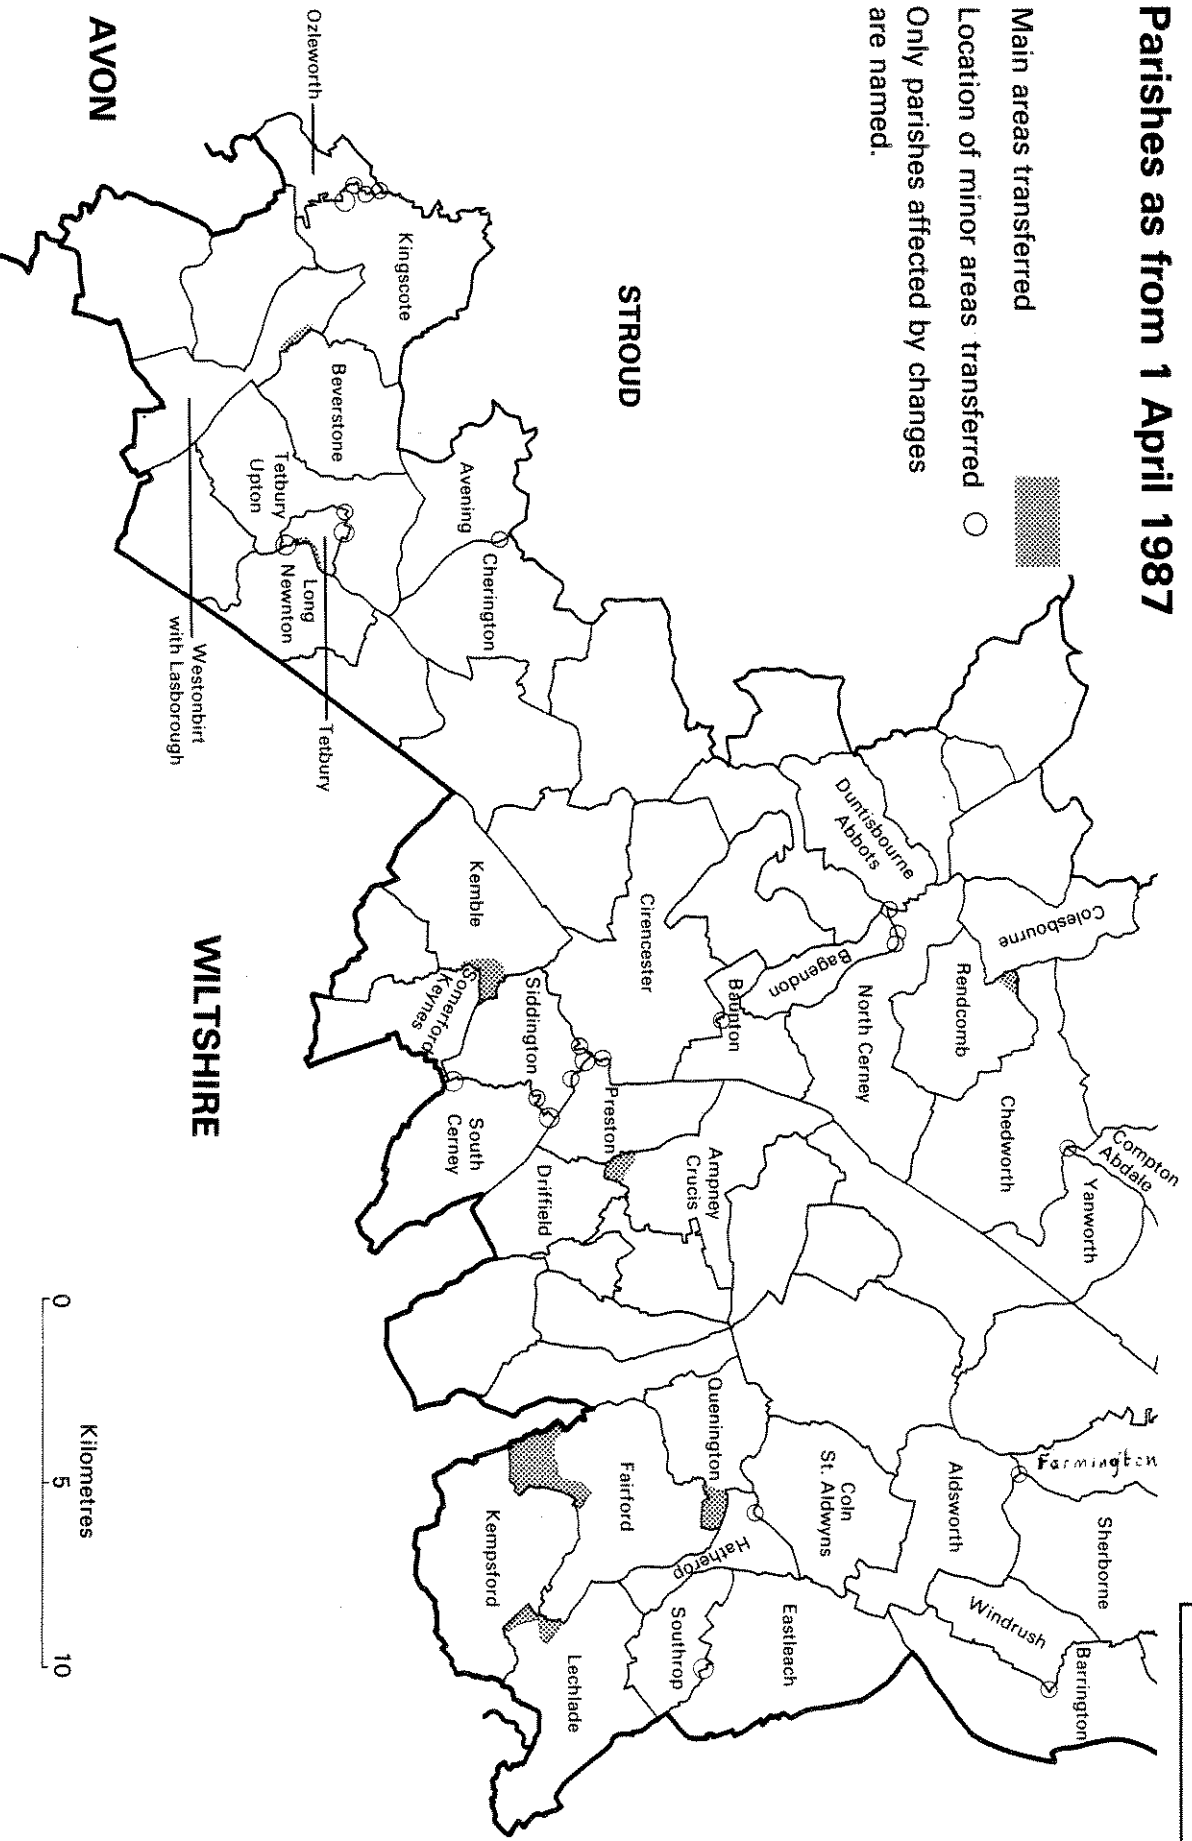 Parishes as from 1 April 1987
Main areas transferred
Location of minor areas transferred
Only parishes affected by changes
are named.
STROUD
AVON
WILTSHIRE
Ozleworth
Kingscote
Beverstone
Avening
Cherington
Tetbury
Upton
Long
Newnton
Tetbury
Westonbirt
with Lasborough
Duntisbourne
Abbots
Colesbourne
Rendcomb
Bagendon
North Cerney
Baupton
Cirencester
Kemble
Somerford
Keynes
Siddington
South
Cerney
Preston
Driffield
Ampney
Crucis
Chedworth
Compton
Abdale
Yanworth
Farmington
Sherborne
Aldsworth
Windrush
Barrington
Coln
St. Aldwyns
Quenington
Hatherop
Eastleach
Southrop
Fairford
Kempsford
Lechlade
0
5
10
Kilometres